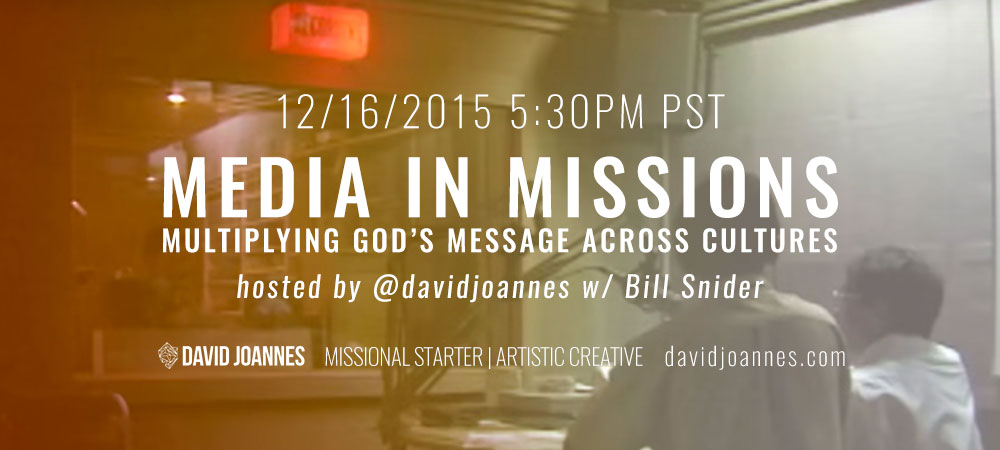 12/16/2015 5:30PM PST
MEDIA IN MISSIONS
MULTIPLYING GOD'S MESSAGE ACROSS CULTURES
hosted by @davidjoannes w/ Bill Snider
DAVID JOANNES MISSIONAL STARTER | ARTISTIC CREATIVE davidjoannes.com